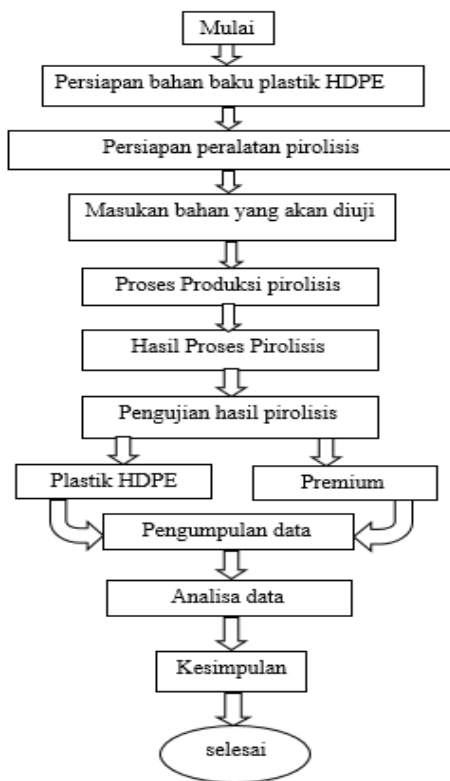 Mulai
Persiapan bahan baku plastik HDPE
Persiapan peralatan pirolisis
Masukan bahan yang akan diuji
Proses Produksi pirolisis
Hasil Proses Pirolisis
Pengujian hasil pirolisis
Plastik HDPE
Premium
Pengumpulan data
Analisa data
Kesimpulan
selesai